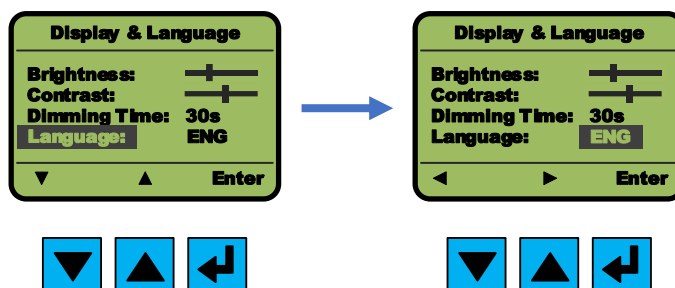 Display & Language
Brightness:
Contrast:
Dimming Time: 30s
Language: ENG
▼ ▲ Enter
Display & Language
Brightness:
Contrast:
Dimming Time: 30s
Language: ENG
◄ ► Enter